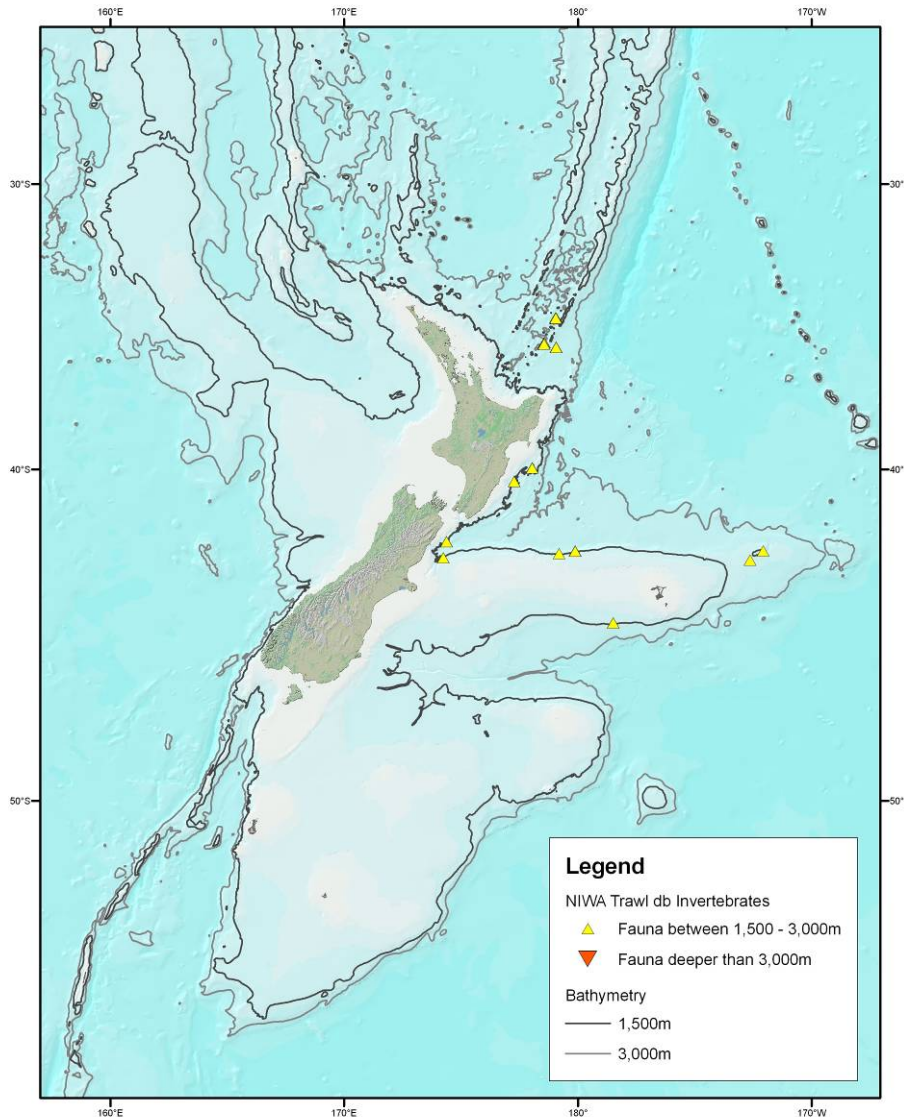 160°E 170°E 180° 170°W
30°S 30°S
40°S 40°S
50°S 50°S
Legend
NIWA Trawl db Invertebrates
Fauna between 1,500 - 3,000m
Fauna deeper than 3,000m
Bathymetry
1,500m
3,000m
160°E 170°E 180° 170°W